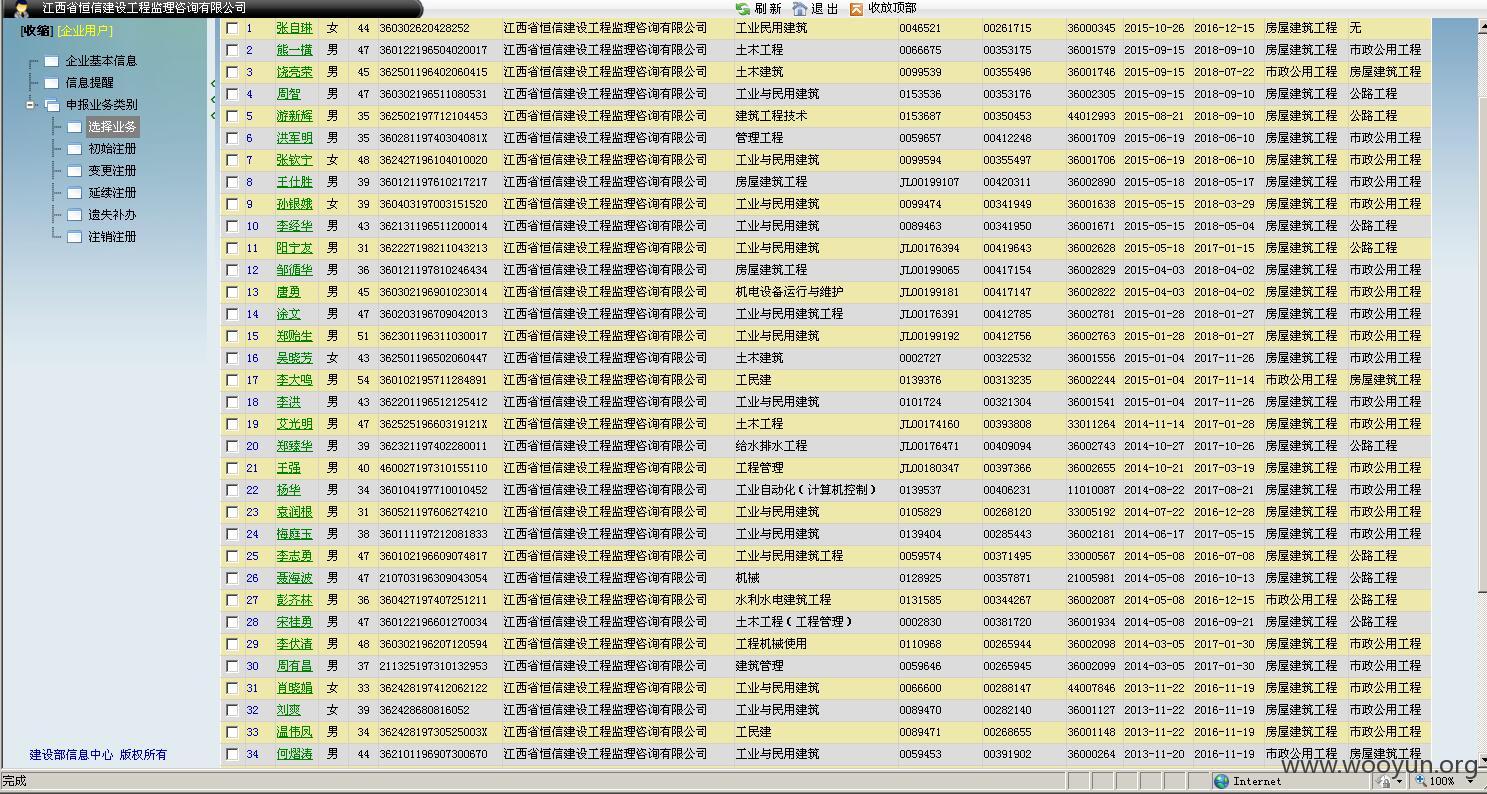 江西省恒信建设工程监理咨询有限公司 刷新 退出 收放顶部
[收缩] [企业用户]
企业基本信息
信息提醒
申报业务类别
选择业务
初始注册
变更注册
延续注册
遗失补办
注销注册
建设部信息中心 版权所有
1 张自琳 女 44 360302620428252 江西省恒信建设工程监理咨询有限公司 工业民用建筑 0046521 00261715 36000345 2015-10-26 2016-12-15 房屋建筑工程 无
2 熊一横 男 47 360122196504020017 江西省恒信建设工程监理咨询有限公司 土木工程 0066675 00353175 36001579 2015-09-15 2018-09-10 房屋建筑工程 市政公用工程
3 饶亮荣 男 45 362501196402060415 江西省恒信建设工程监理咨询有限公司 土木建筑 0099539 00355496 36001746 2015-09-15 2018-07-22 市政公用工程 房屋建筑工程
4 周智 男 47 360302196511080531 江西省恒信建设工程监理咨询有限公司 工业与民用建筑 0153536 00353176 36002305 2015-09-15 2018-09-10 房屋建筑工程 公路工程
5 游新辉 男 35 362502197712104453 江西省恒信建设工程监理咨询有限公司 建筑工程技术 0153687 00350453 44012993 2015-08-21 2018-09-10 房屋建筑工程 公路工程
6 洪军明 男 35 36028119740304081X 江西省恒信建设工程监理咨询有限公司 管理工程 0059657 00412248 36001709 2015-06-19 2018-06-10 房屋建筑工程 市政公用工程
7 张钦宁 女 48 362427196104010020 江西省恒信建设工程监理咨询有限公司 工业与民用建筑 0099594 00355497 36001706 2015-06-19 2018-06-10 房屋建筑工程 市政公用工程
8 王仕胜 男 39 360121197610217217 江西省恒信建设工程监理咨询有限公司 房屋建筑工程 JL00199107 00420311 36002890 2015-05-18 2018-05-17 房屋建筑工程 市政公用工程
9 孙银娥 女 39 360403197003151520 江西省恒信建设工程监理咨询有限公司 工业与民用建筑 0099474 00341949 36001638 2015-05-15 2018-03-29 房屋建筑工程 市政公用工程
10 李经华 男 43 362131196511200014 江西省恒信建设工程监理咨询有限公司 工业与民用建筑 0089463 00341950 36001671 2015-05-15 2018-05-04 房屋建筑工程 公路工程
11 阳宁友 男 31 362227198211043213 江西省恒信建设工程监理咨询有限公司 工业与民用建筑 JL00176394 00419643 36002628 2015-05-18 2017-01-15 房屋建筑工程 公路工程
12 邹循华 男 36 360121197810246434 江西省恒信建设工程监理咨询有限公司 房屋建筑工程 JL00199065 00417154 36002829 2015-04-03 2018-04-02 房屋建筑工程 市政公用工程
13 唐勇 男 45 360302196901023014 江西省恒信建设工程监理咨询有限公司 机电设备运行与维护 JL00199181 00417147 36002822 2015-04-03 2018-04-02 房屋建筑工程 市政公用工程
14 涂文 男 47 360203196709042013 江西省恒信建设工程监理咨询有限公司 工业与民用建筑工程 JL00176391 00412785 36002781 2015-01-28 2018-01-27 房屋建筑工程 市政公用工程
15 郑贻生 男 51 362301196311030017 江西省恒信建设工程监理咨询有限公司 工业与民用建筑 JL00199192 00412756 36002763 2015-01-28 2018-01-27 房屋建筑工程 市政公用工程
16 吴晓芳 女 43 362501196502060447 江西省恒信建设工程监理咨询有限公司 土木建筑 0002727 00322532 36001556 2015-01-04 2017-11-26 房屋建筑工程 市政公用工程
17 李大鸣 男 54 360102195711284891 江西省恒信建设工程监理咨询有限公司 工民建 0139376 00313235 36002244 2015-01-04 2017-11-14 市政公用工程 房屋建筑工程
18 李洪 男 43 362201196512125412 江西省恒信建设工程监理咨询有限公司 工业与民用建筑 0101724 00321304 36001541 2015-01-04 2017-11-26 房屋建筑工程 市政公用工程
19 艾光明 男 47 36252519660319121X 江西省恒信建设工程监理咨询有限公司 土木工程 JL00174160 00393808 33011264 2014-11-14 2017-01-28 房屋建筑工程 市政公用工程
20 郑臻华 男 39 362321197402280011 江西省恒信建设工程监理咨询有限公司 给水排水工程 JL00176471 00409094 36002743 2014-10-27 2017-10-26 房屋建筑工程 公路工程
21 王强 男 40 460027197310155110 江西省恒信建设工程监理咨询有限公司 工程管理 JL00180347 00397366 36002655 2014-10-21 2017-03-19 房屋建筑工程 市政公用工程
22 杨华 男 34 360104197710010452 江西省恒信建设工程监理咨询有限公司 工业自动化(计算机控制) 0139537 00406231 11010087 2014-08-22 2017-08-21 房屋建筑工程 市政公用工程
23 袁润根 男 31 360521197606274210 江西省恒信建设工程监理咨询有限公司 工业与民用建筑 0105829 00268120 33005192 2014-07-22 2016-12-28 房屋建筑工程 市政公用工程
24 梅庭玉 男 38 360111197212081833 江西省恒信建设工程监理咨询有限公司 工业与民用建筑 0139404 00285443 36002181 2014-06-17 2017-05-15 房屋建筑工程 市政公用工程
25 李志勇 男 47 360102196609074817 江西省恒信建设工程监理咨询有限公司 工业与民用建筑工程 0059574 00371495 33000567 2014-05-08 2016-07-08 房屋建筑工程 公路工程
26 聂海波 男 47 210703196309043054 江西省恒信建设工程监理咨询有限公司 机械 0128925 00357871 21005981 2014-05-08 2016-10-13 房屋建筑工程 公路工程
27 彭齐林 男 36 360427197407251211 江西省恒信建设工程监理咨询有限公司 水利水电建筑工程 0131585 00344267 36002087 2014-05-08 2016-12-15 市政公用工程 公路工程
28 宋桂勇 男 47 360122196601270034 江西省恒信建设工程监理咨询有限公司 土木工程(工程管理) 0002830 00381720 36001934 2014-05-08 2016-09-21 房屋建筑工程 公路工程
29 李伏清 男 48 360302196207120594 江西省恒信建设工程监理咨询有限公司 工程机械使用 0110968 00265944 36002098 2014-03-05 2017-01-30 房屋建筑工程 市政公用工程
30 周有昌 男 37 211325197310132953 江西省恒信建设工程监理咨询有限公司 建筑管理 0059646 00265945 36002099 2014-03-05 2017-01-30 房屋建筑工程 市政公用工程
31 肖晓娟 女 33 362428197412062122 江西省恒信建设工程监理咨询有限公司 工业与民用建筑 0066600 00288147 44007846 2013-11-22 2016-11-19 房屋建筑工程 市政公用工程
32 刘爽 女 39 362428680816052 江西省恒信建设工程监理咨询有限公司 工业与民用建筑 0089470 00282140 36001127 2013-11-22 2016-11-19 房屋建筑工程 市政公用工程
33 温伟凤 男 34 36242819730525003X 江西省恒信建设工程监理咨询有限公司 工民建 0089471 00268655 36001148 2013-11-22 2016-11-19 房屋建筑工程 市政公用工程
34 何熠涛 男 44 362101196907300670 江西省恒信建设工程监理咨询有限公司 工业与民用建筑 0059453 00391902 36000264 2013-11-20 2016-11-19 市政公用工程 房屋建筑工程
www.wooyun.org
完成 Internet 100%